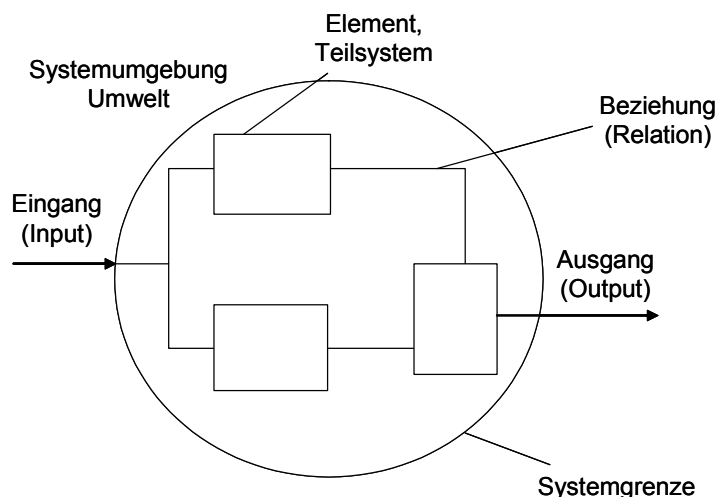 Element,
Teilsystem
Systemumgebung
Umwelt
Beziehung
(Relation)
Eingang
(Input)
Ausgang
(Output)
Systemgrenze